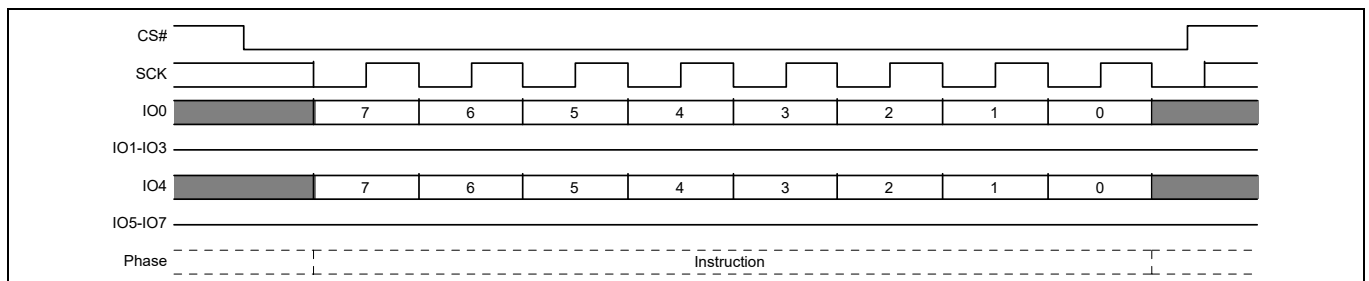 CS#
SCK
IO0 7 6 5 4 3 2 1 0
IO1-IO3
IO4 7 6 5 4 3 2 1 0
IO5-IO7
Phase Instruction